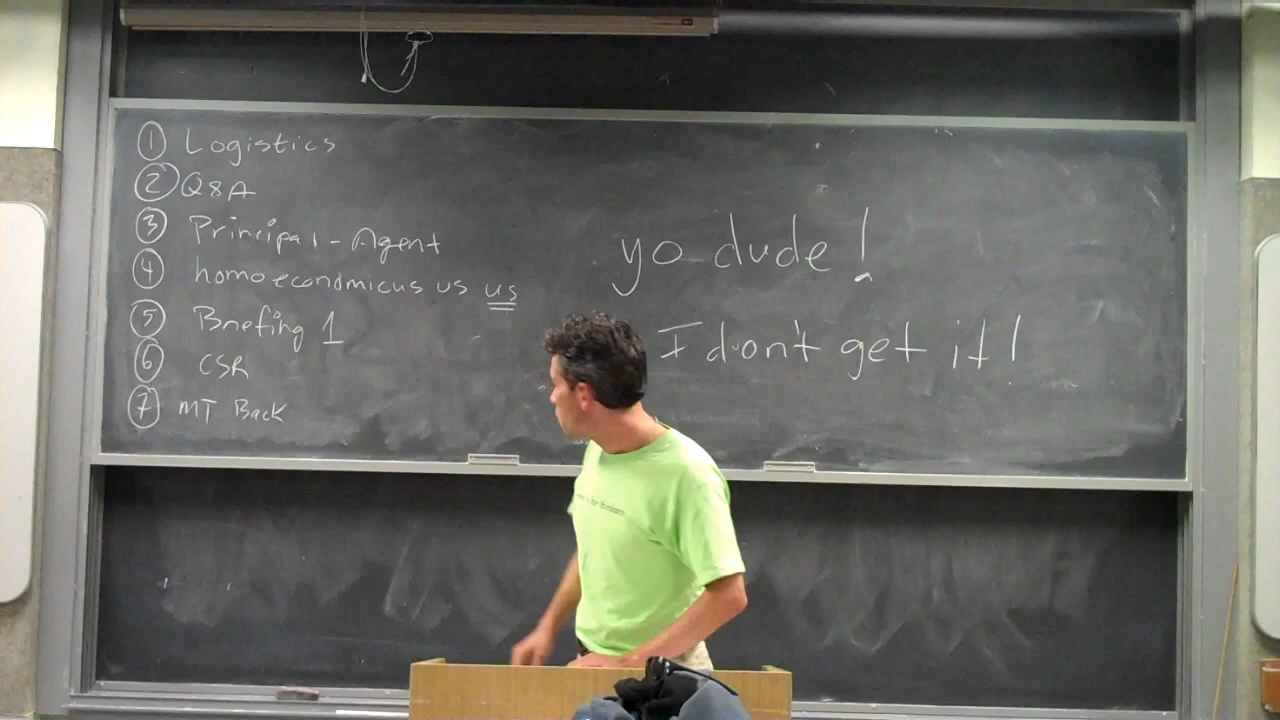 1 Logistics
2 Q&A
3 Principal-Agent
4 homo economicus us us
5 Briefing 1
6 CSR
7 MT Back
yo dude!
I don't get it!